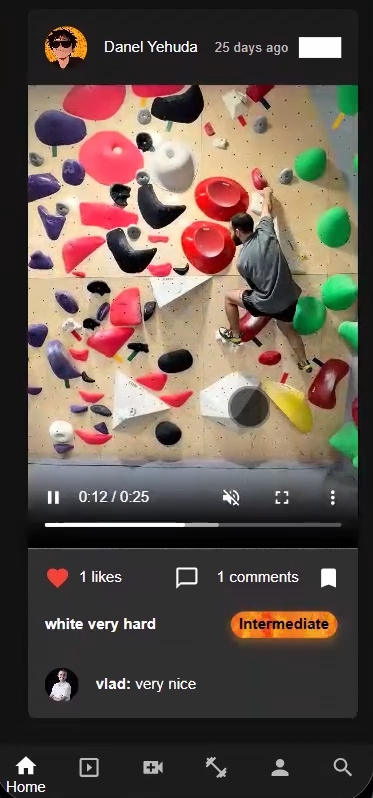 Danel Yehuda 25 days ago
0:12 / 0:25
1 likes 1 comments
white very hard Intermediate
vlad: very nice
Home